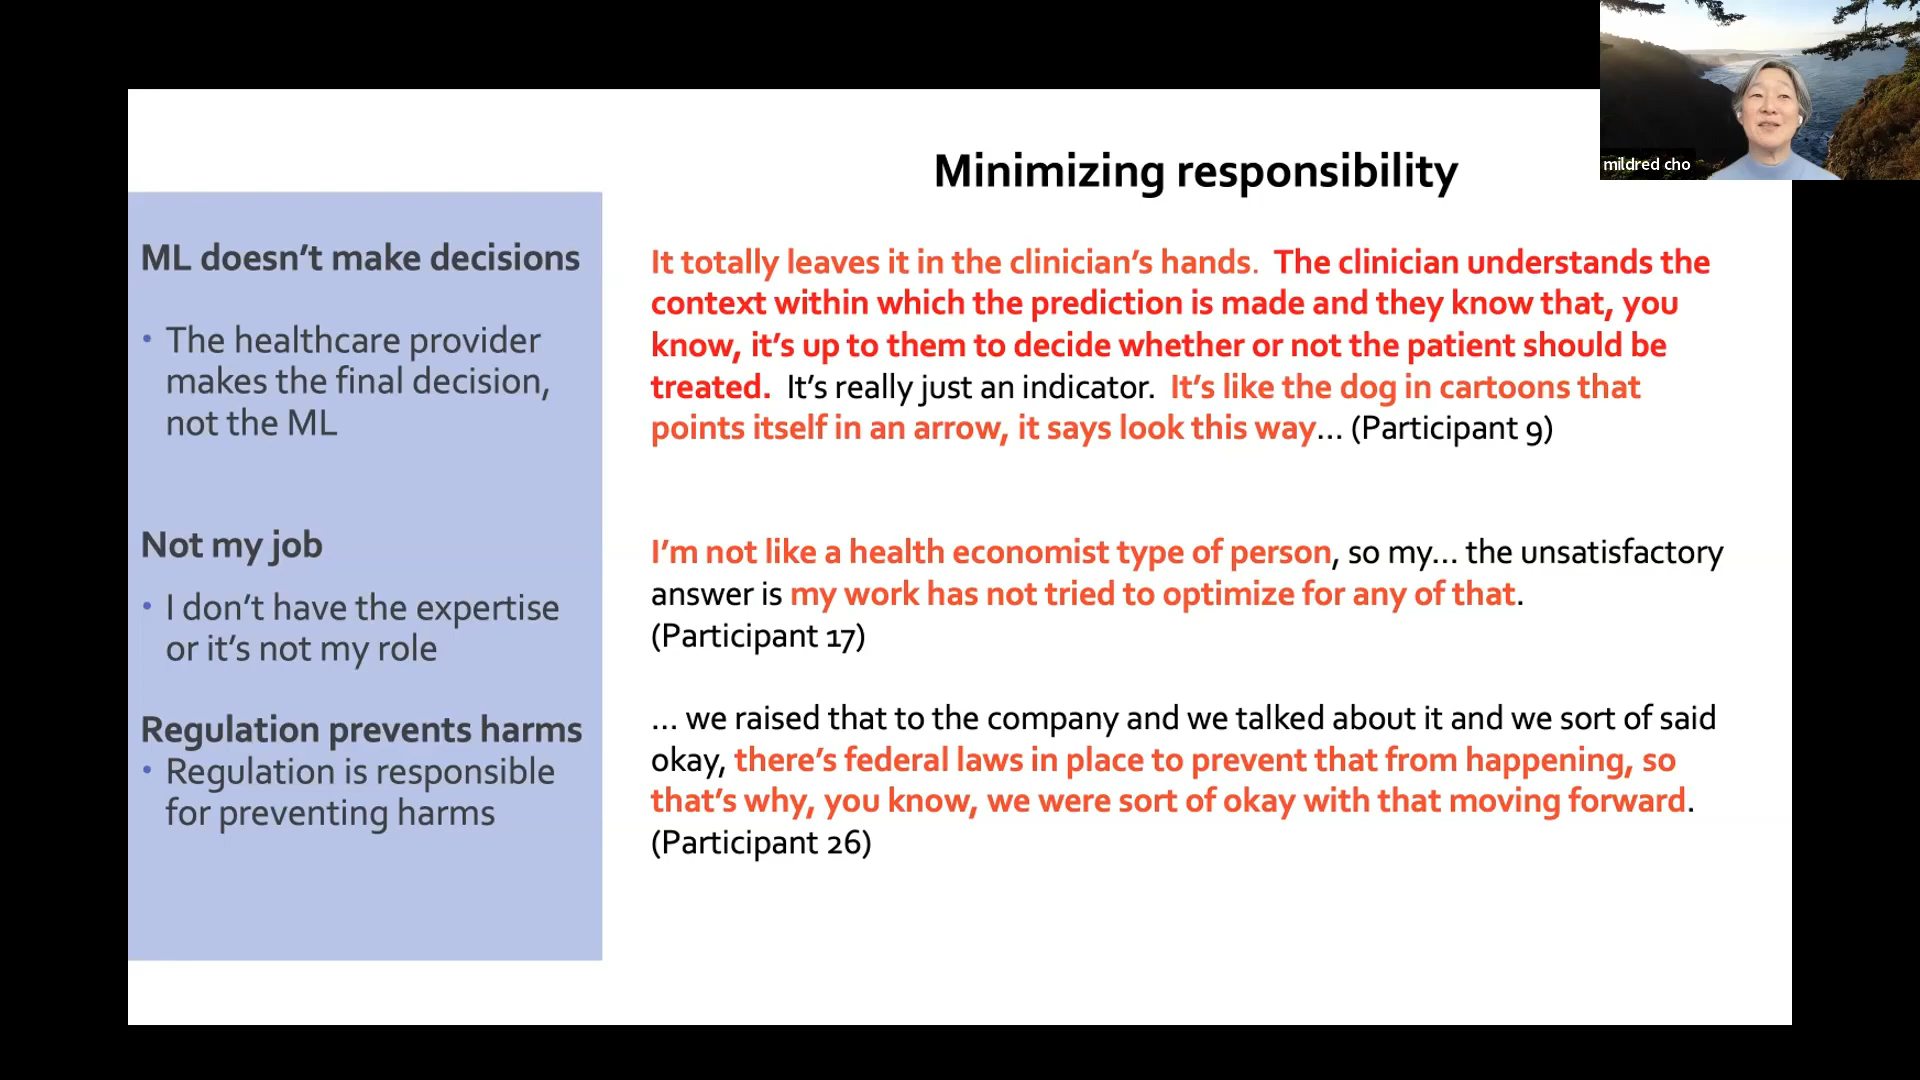 Minimizing responsibility
mildred cho
ML doesn’t make decisions
• The healthcare provider
makes the final decision,
not the ML
Not my job
• I don’t have the expertise
or it’s not my role
Regulation prevents harms
• Regulation is responsible
for preventing harms
It totally leaves it in the clinician’s hands. The clinician understands the
context within which the prediction is made and they know that, you
know, it’s up to them to decide whether or not the patient should be
treated. It’s really just an indicator. It’s like the dog in cartoons that
points itself in an arrow, it says look this way… (Participant 9)
I’m not like a health economist type of person, so my… the unsatisfactory
answer is my work has not tried to optimize for any of that.
(Participant 17)
… we raised that to the company and we talked about it and we sort of said
okay, there’s federal laws in place to prevent that from happening, so
that’s why, you know, we were sort of okay with that moving forward.
(Participant 26)